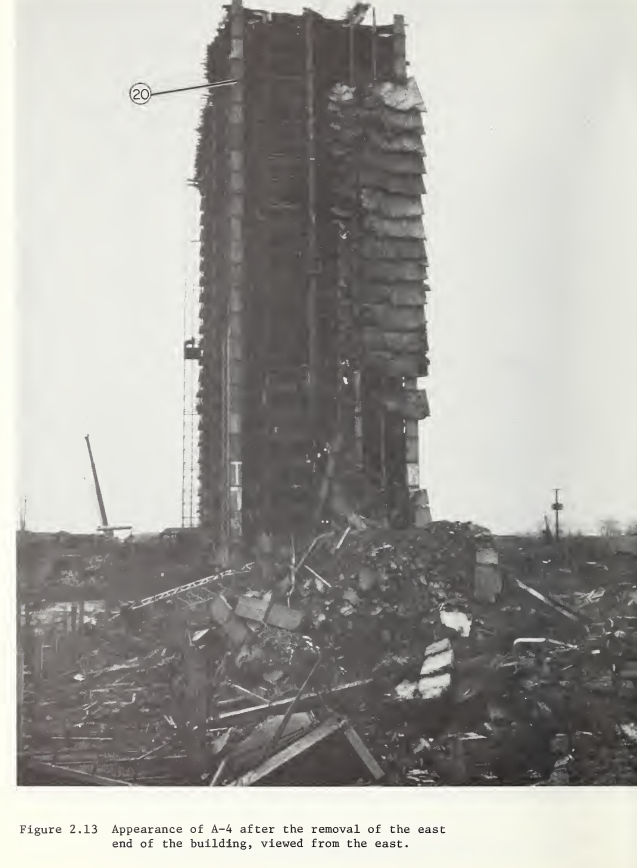 20
Figure 2.13 Appearance of A-4 after the removal of the east
end of the building, viewed from the east.